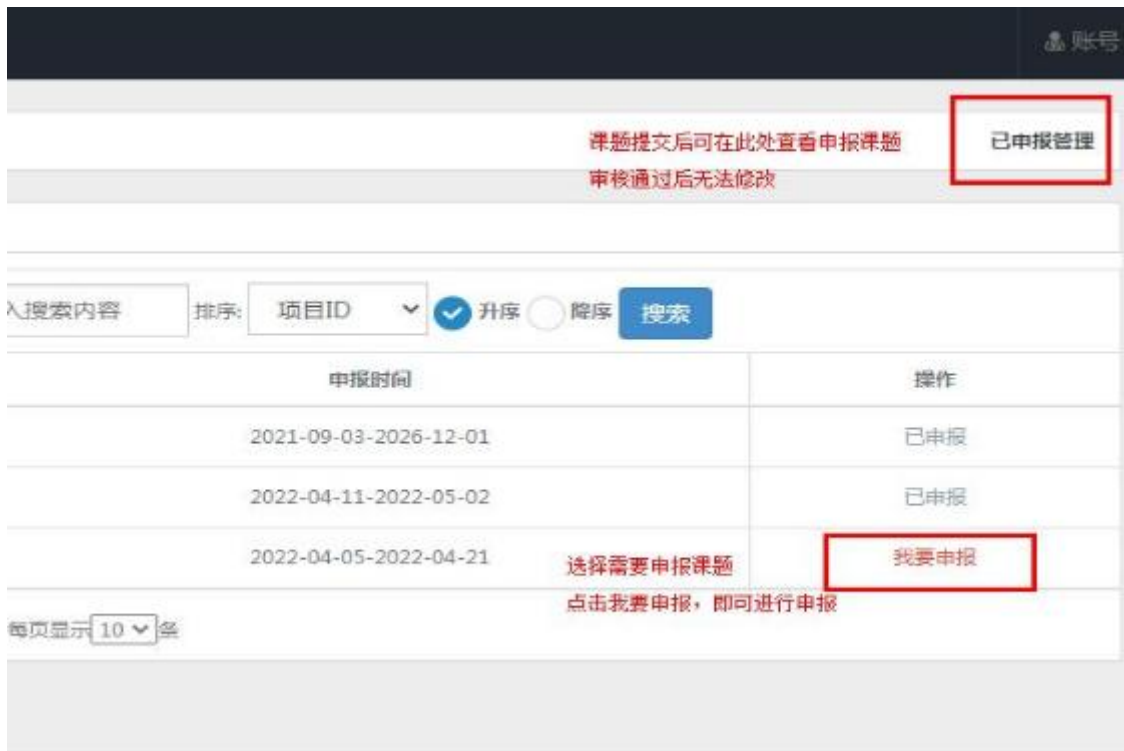 账号
课题提交后可在此处查看申报课题
已申报管理
审核通过后无法修改
入搜索内容 排序: 项目ID 升序 降序 搜索
申报时间 操作
2021-09-03-2026-12-01 已申报
2022-04-11-2022-05-02 已申报
2022-04-05-2022-04-21 我要申报
选择需要申报课题
点击我要申报，即可进行申报
每页显示 10 条